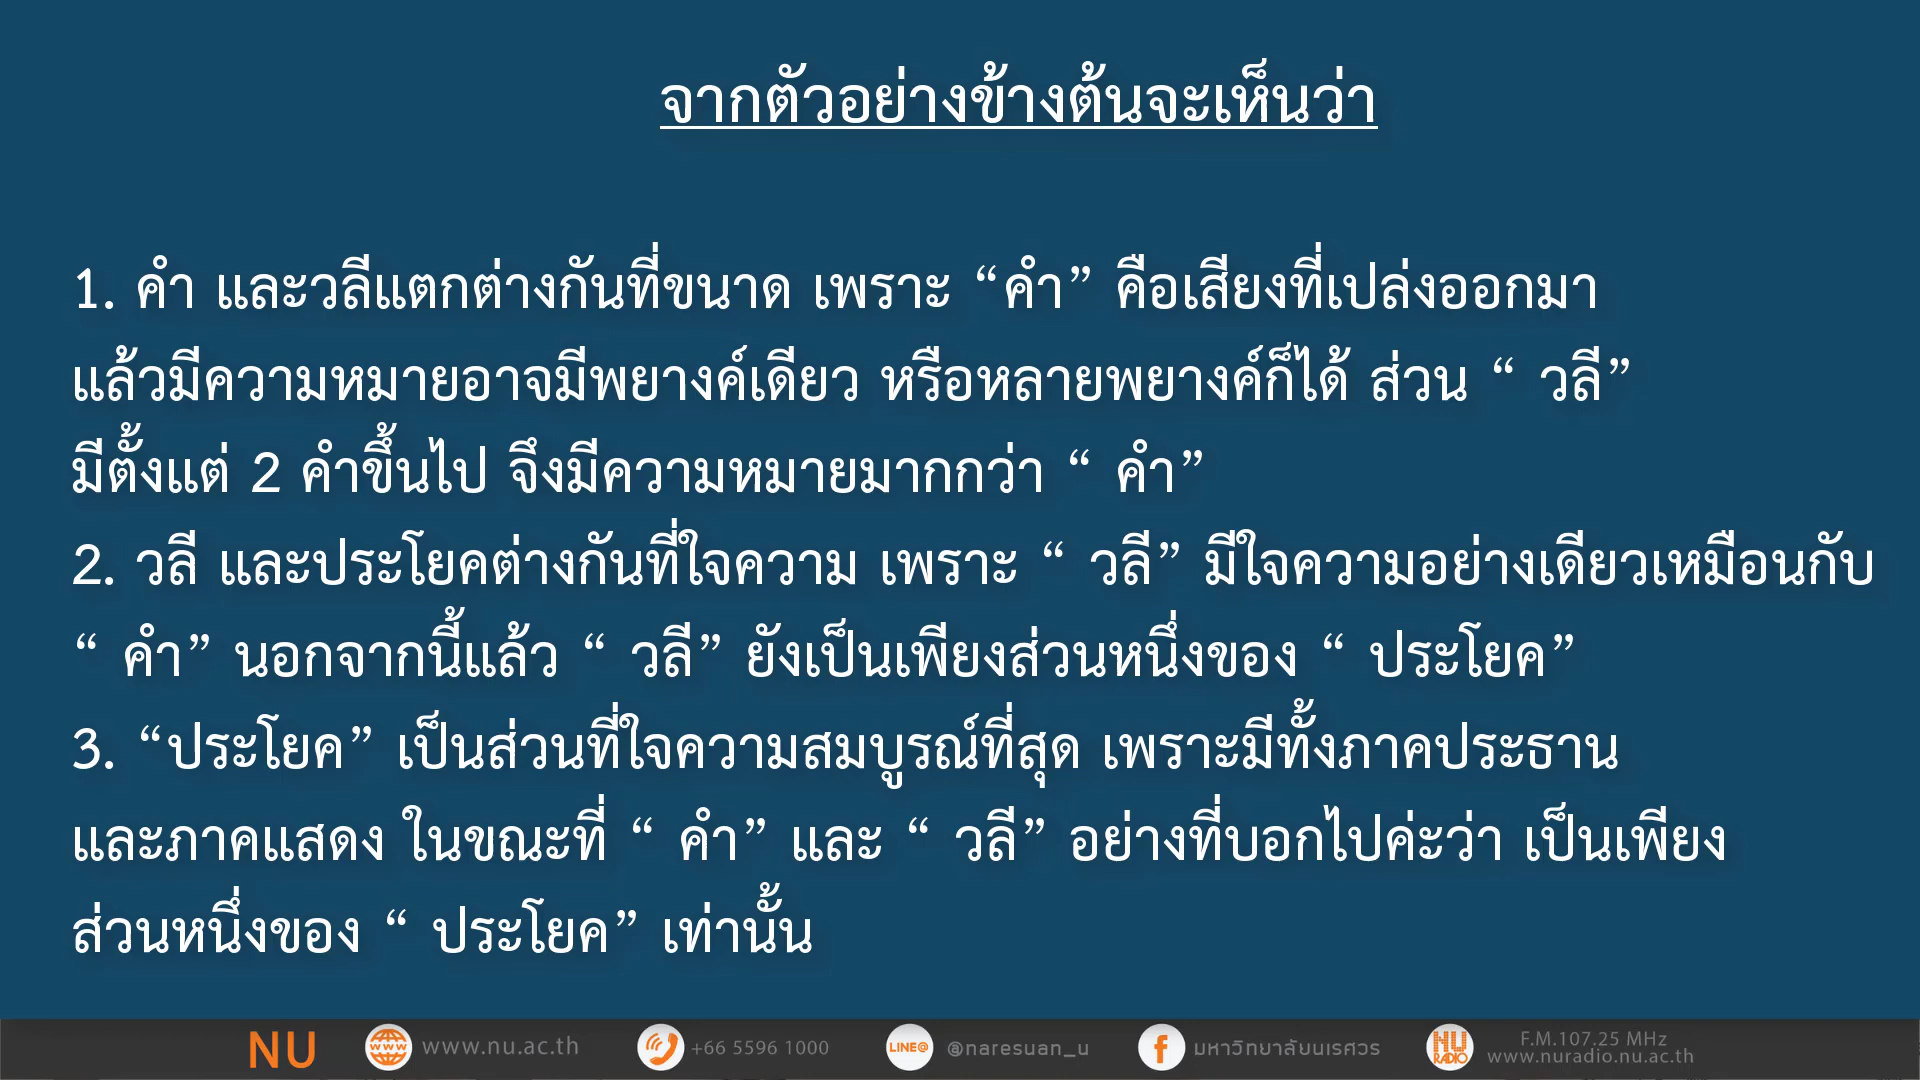 จากตัวอย่างข้างต้นจะเห็นว่า
1. คำ และวลีแตกต่างกันที่ขนาด เพราะ “คำ” คือเสียงที่เปล่งออกมา
แล้วมีความหมายอาจมีพยางค์เดียว หรือหลายพยางค์ก็ได้ ส่วน “ วลี”
มีตั้งแต่ 2 คำขึ้นไป จึงมีความหมายมากกว่า “ คำ”
2. วลี และประโยคต่างกันที่ใจความ เพราะ “ วลี” มีใจความอย่างเดียวเหมือนกับ
“ คำ” นอกจากนี้แล้ว “ วลี” ยังเป็นเพียงส่วนหนึ่งของ “ ประโยค”
3. “ประโยค” เป็นส่วนที่ใจความสมบูรณ์ที่สุด เพราะมีทั้งภาคประธาน
และภาคแสดง ในขณะที่ “ คำ” และ “ วลี” อย่างที่บอกไปค่ะว่า เป็นเพียง
ส่วนหนึ่งของ “ ประโยค” เท่านั้น
NU www www.nu.ac.th +66 5596 1000 LINE@ @naresuan_u f มหาวิทยาลัยนเรศวร NU RADIO F.M.107.25 MHz
www.nuradio.nu.ac.th